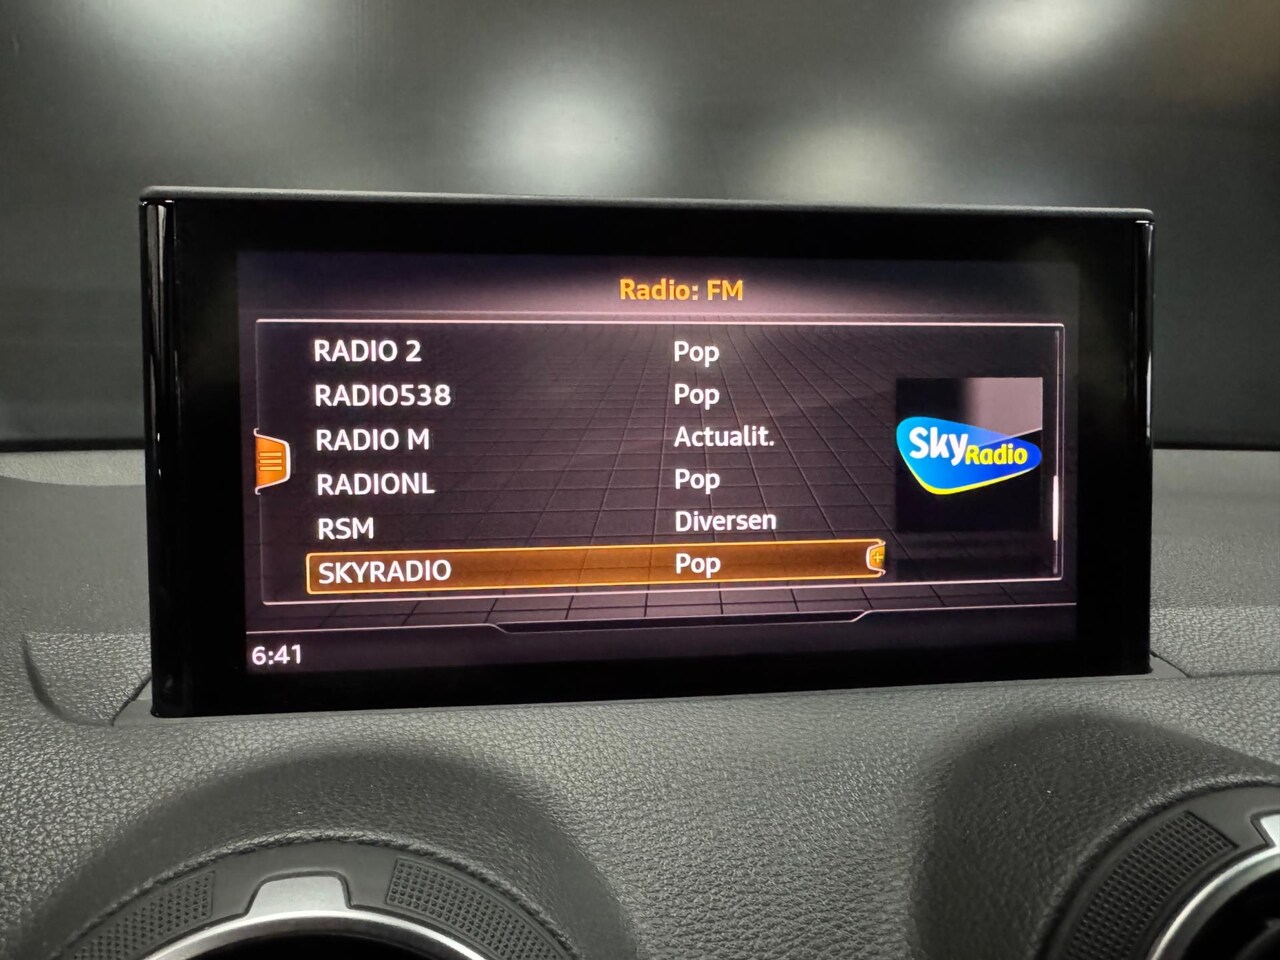 Radio: FM
RADIO 2 Pop
RADIO538 Pop
RADIO M Actualit.
RADIONL Pop
RSM Diversen
SKYRADIO Pop
Sky Radio
6:41